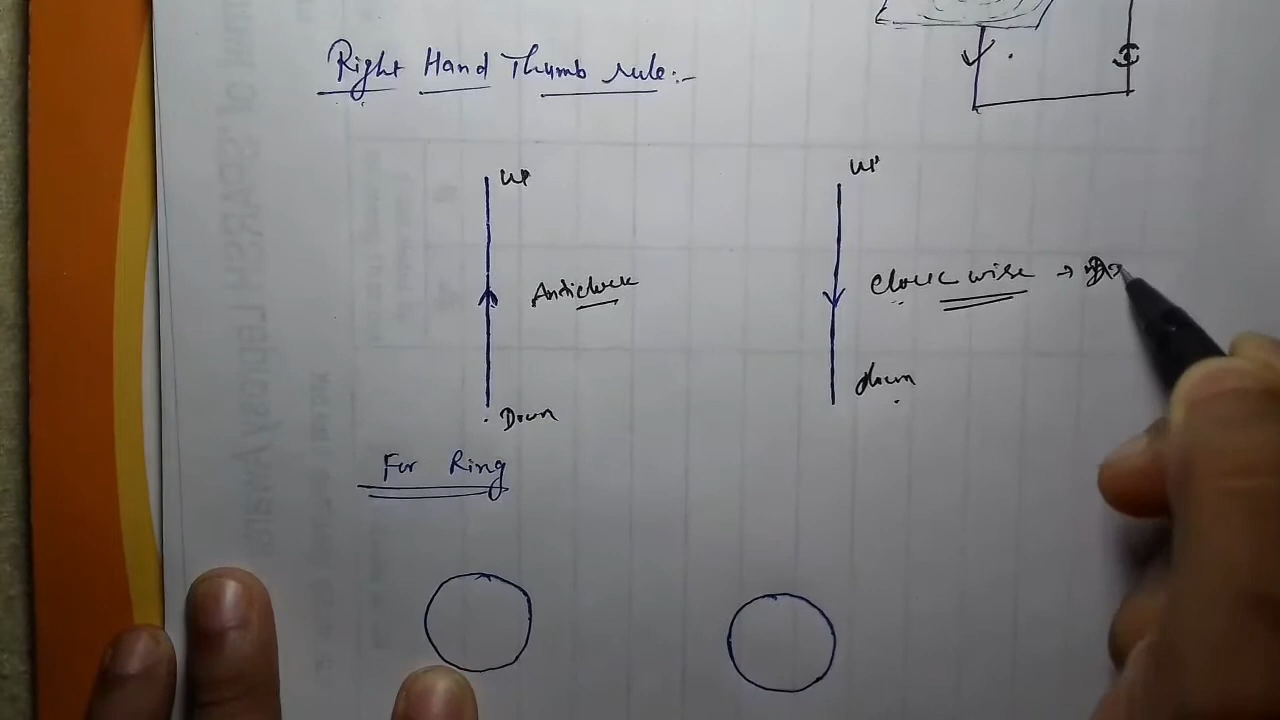 Right Hand Thumb rule:-
up
up
Anticlock
clock wise →
down
Down
For Ring